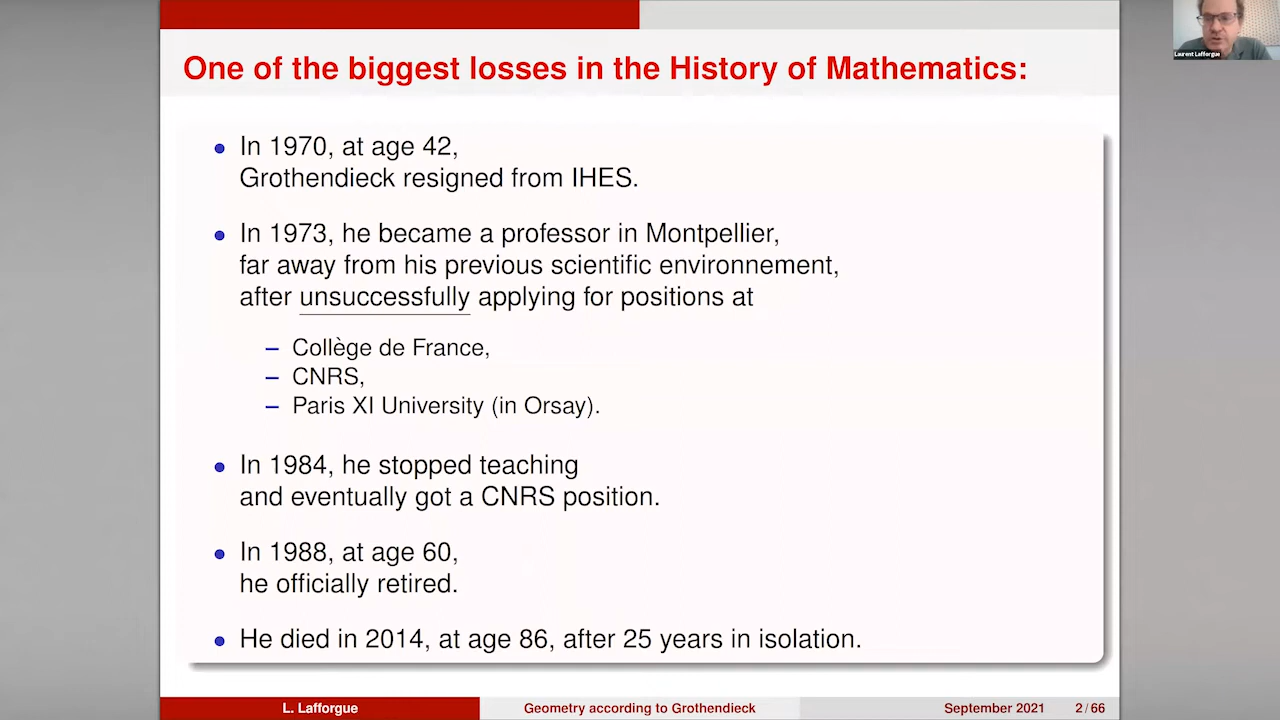 Laurent Lafforgue
One of the biggest losses in the History of Mathematics:
• In 1970, at age 42,
Grothendieck resigned from IHES.
• In 1973, he became a professor in Montpellier,
far away from his previous scientific environnement,
after unsuccessfully applying for positions at
– Collège de France,
– CNRS,
– Paris XI University (in Orsay).
• In 1984, he stopped teaching
and eventually got a CNRS position.
• In 1988, at age 60,
he officially retired.
• He died in 2014, at age 86, after 25 years in isolation.
L. Lafforgue
Geometry according to Grothendieck
September 2021
2 / 66